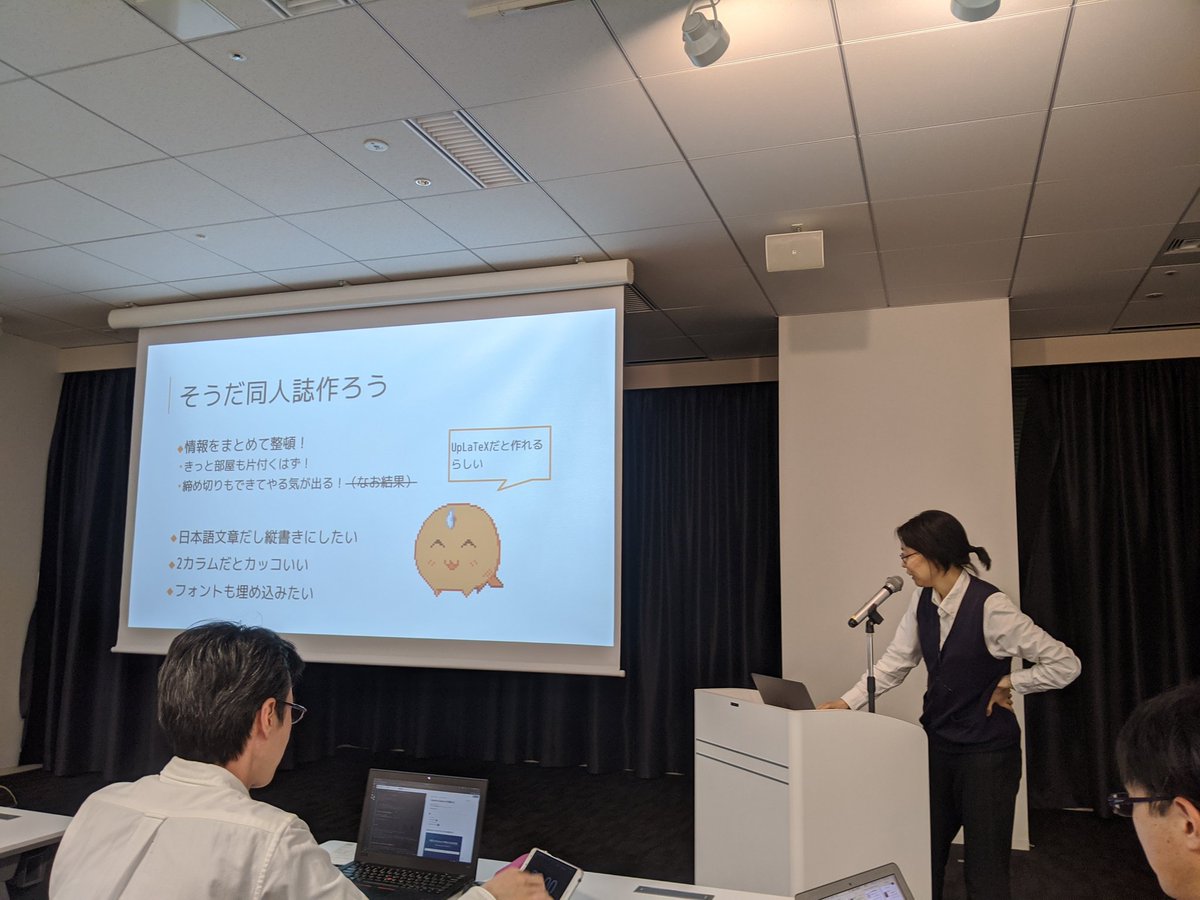 そうだ同人誌作ろう
◆情報をまとめて整頓！
・きっと部屋も片付くはず！
・締め切りもできてやる気が出る！（なお結果）
UpLaTeXだと作れる
らしい
◆日本語文章だし縦書きにしたい
◆2カラムだとカッコいい
◆フォントも埋め込みたい